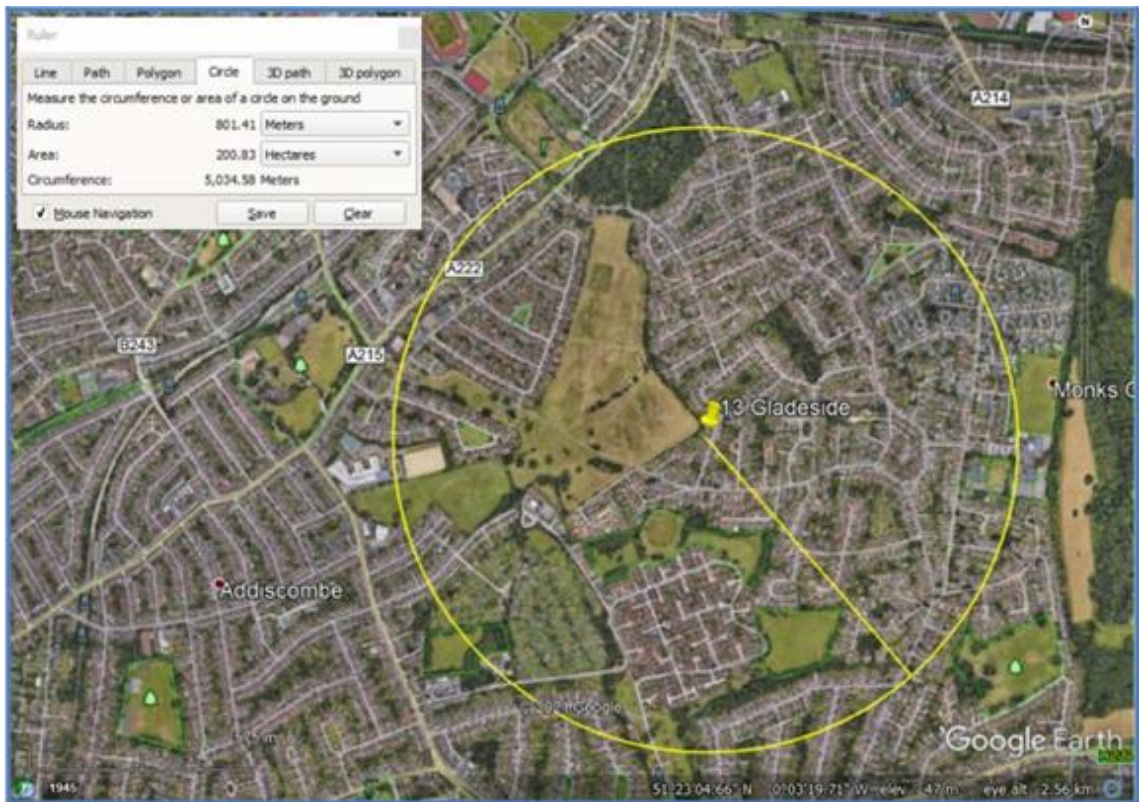 Ruler
Line Path Polygon Circle 3D path 3D polygon
Measure the circumference or area of a circle on the ground
Radius: 801.41 Meters
Area: 200.83 Hectares
Circumference: 5,034.58 Meters
Mouse Navigation Save Clear
N
A214
A222
B243
A215
13 Gladeside
Monks
Addiscombe
Google
Google Earth
1945
51°23'04.66" N 0°03'19.71" W elev 47 m eye alt 2.56 km